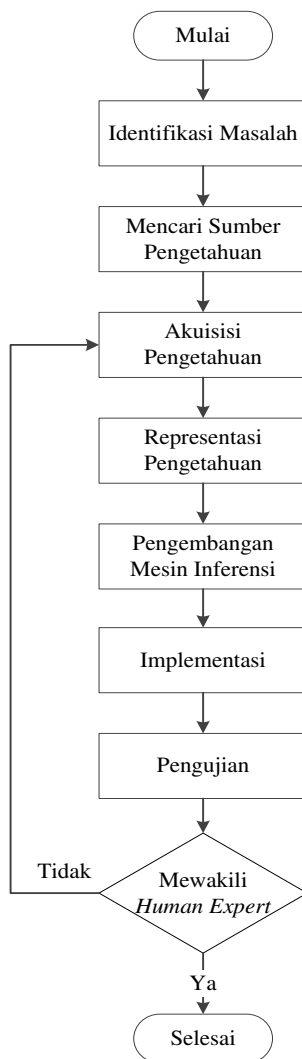 Mulai
Identifikasi Masalah
Mencari Sumber
Pengetahuan
Akuisisi
Pengetahuan
Representasi
Pengetahuan
Pengembangan
Mesin Inferensi
Implementasi
Pengujian
Tidak
Mewakili
Human Expert
Ya
Selesai